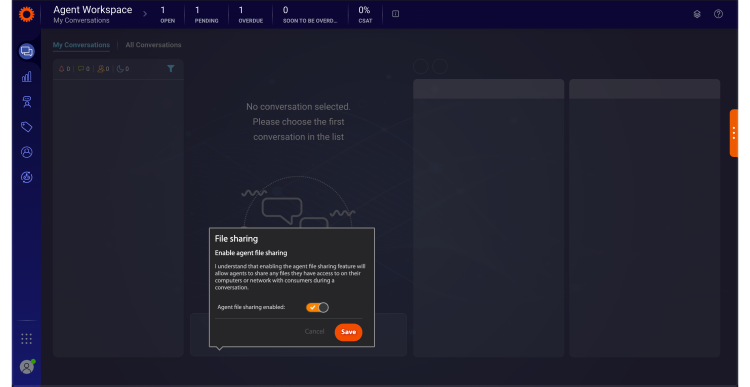 Agent Workspace
My Conversations
1
OPEN
1
PENDING
1
OVERDUE
0
SOON TO BE OVERD...
0%
CSAT
My Conversations
All Conversations
0
0
0
0
No conversation selected.
Please choose the first
conversation in the list
File sharing
Enable agent file sharing
I understand that enabling the agent file sharing feature will
allow agents to share any files they have access to on their
computers or network with consumers during a
conversation.
Agent file sharing enabled:
Cancel
Save